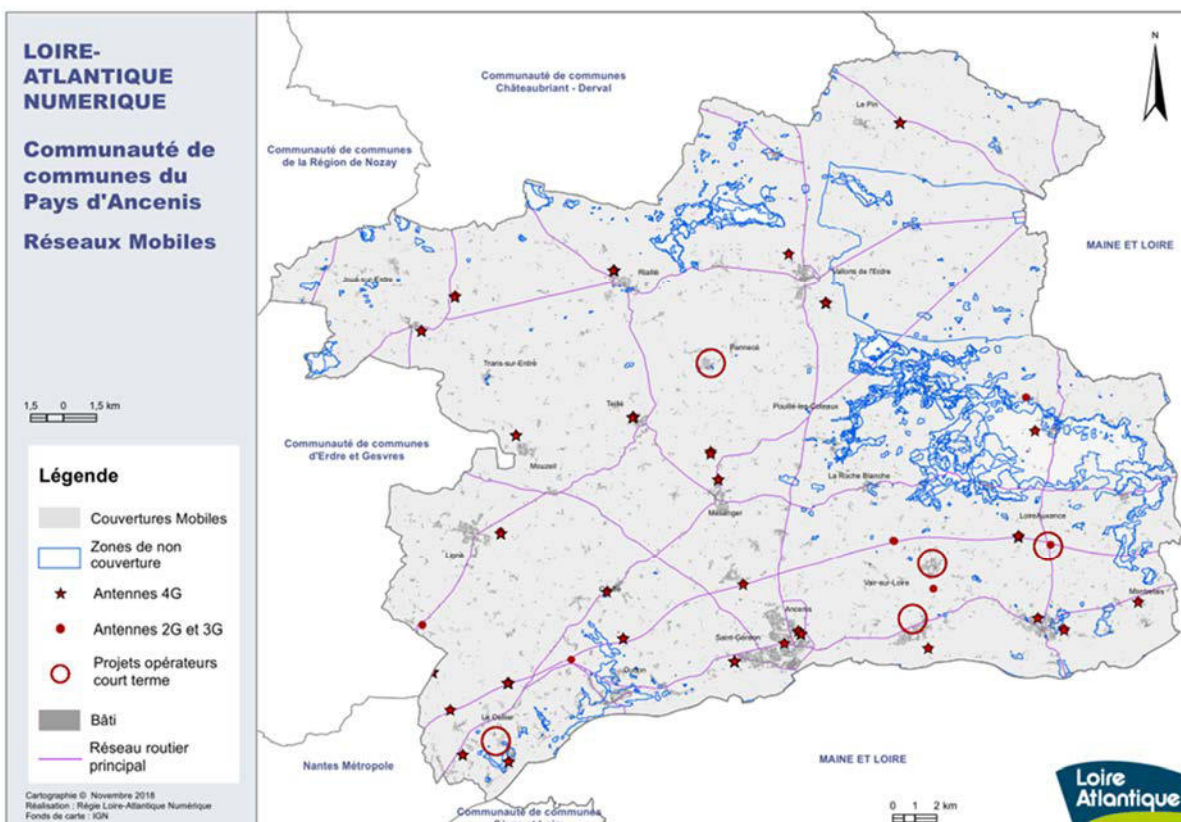 LOIRE-
ATLANTIQUE
NUMERIQUE
Communauté de
communes du
Pays d'Ancenis
Réseaux Mobiles
1,5 0 1,5 km
Légende
Couvertures Mobiles
Zones de non
couverture
Antennes 4G
Antennes 2G et 3G
Projets opérateurs
court terme
Bâti
Réseau routier
principal
Cartographie © Novembre 2018
Réalisation : Régie Loire-Atlantique Numérique
Fonds de carte : IGN
N
Communauté de communes
Châteaubriant - Derval
Communauté de communes
de la Région de Nozay
Le Pin
MAINE ET LOIRE
Joué-sur-Erdre
Riaillé
Vallons de l'Erdre
Pannecé
Trans-sur-Erdre
Teillé
Pouillé-les-Coteaux
Communauté de communes
d'Erdre et Gesvres
Mouzeil
La Roche Blanche
Mésanger
LoireAuxence
Ligné
Vair-sur-Loire
Montrelais
Ancenis
Saint-Géréon
Oudon
Le Cellier
Nantes Métropole
MAINE ET LOIRE
Communauté de communes
0 1 2 km
Loire
Atlantique